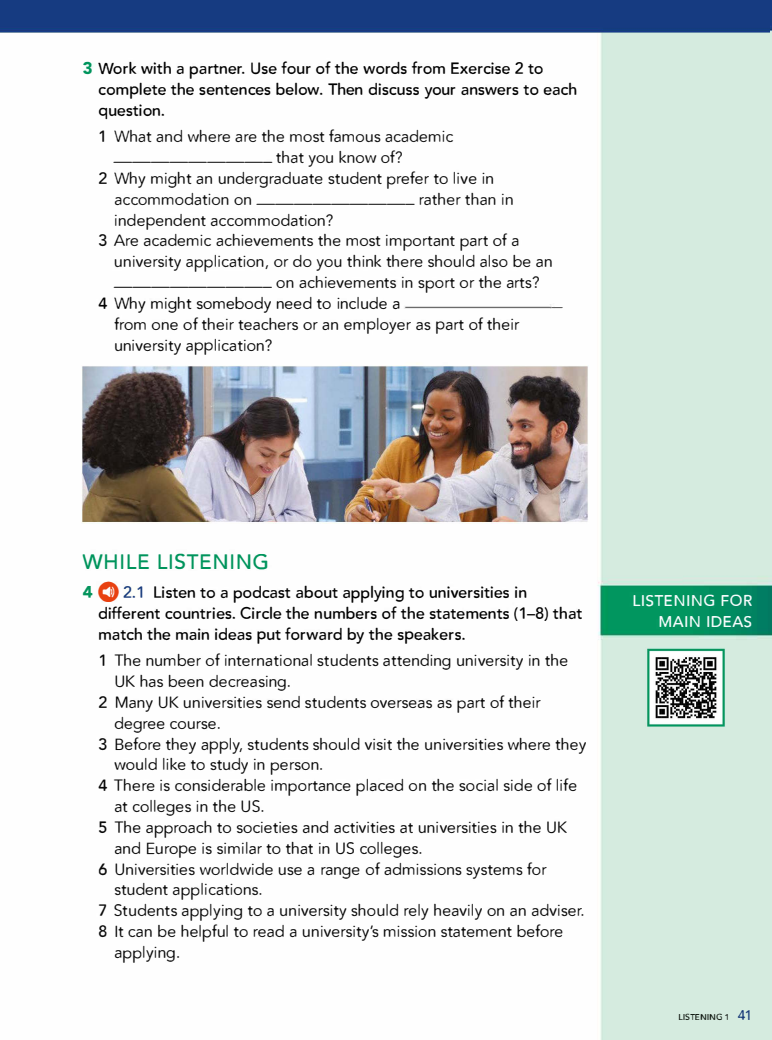 3 Work with a partner. Use four of the words from Exercise 2 to
complete the sentences below. Then discuss your answers to each
question.
1 What and where are the most famous academic
____________________ that you know of?
2 Why might an undergraduate student prefer to live in
accommodation on ____________________ rather than in
independent accommodation?
3 Are academic achievements the most important part of a
university application, or do you think there should also be an
____________________ on achievements in sport or the arts?
4 Why might somebody need to include a ____________________
from one of their teachers or an employer as part of their
university application?
WHILE LISTENING
4 2.1 Listen to a podcast about applying to universities in
different countries. Circle the numbers of the statements (1–8) that
match the main ideas put forward by the speakers.
1 The number of international students attending university in the
UK has been decreasing.
2 Many UK universities send students overseas as part of their
degree course.
3 Before they apply, students should visit the universities where they
would like to study in person.
4 There is considerable importance placed on the social side of life
at colleges in the US.
5 The approach to societies and activities at universities in the UK
and Europe is similar to that in US colleges.
6 Universities worldwide use a range of admissions systems for
student applications.
7 Students applying to a university should rely heavily on an adviser.
8 It can be helpful to read a university's mission statement before
applying.
LISTENING FOR
MAIN IDEAS
LISTENING 1 41